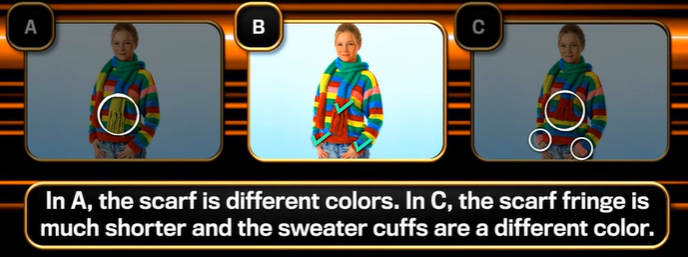 A
B
C
In A, the scarf is different colors. In C, the scarf fringe is
much shorter and the sweater cuffs are a different color.